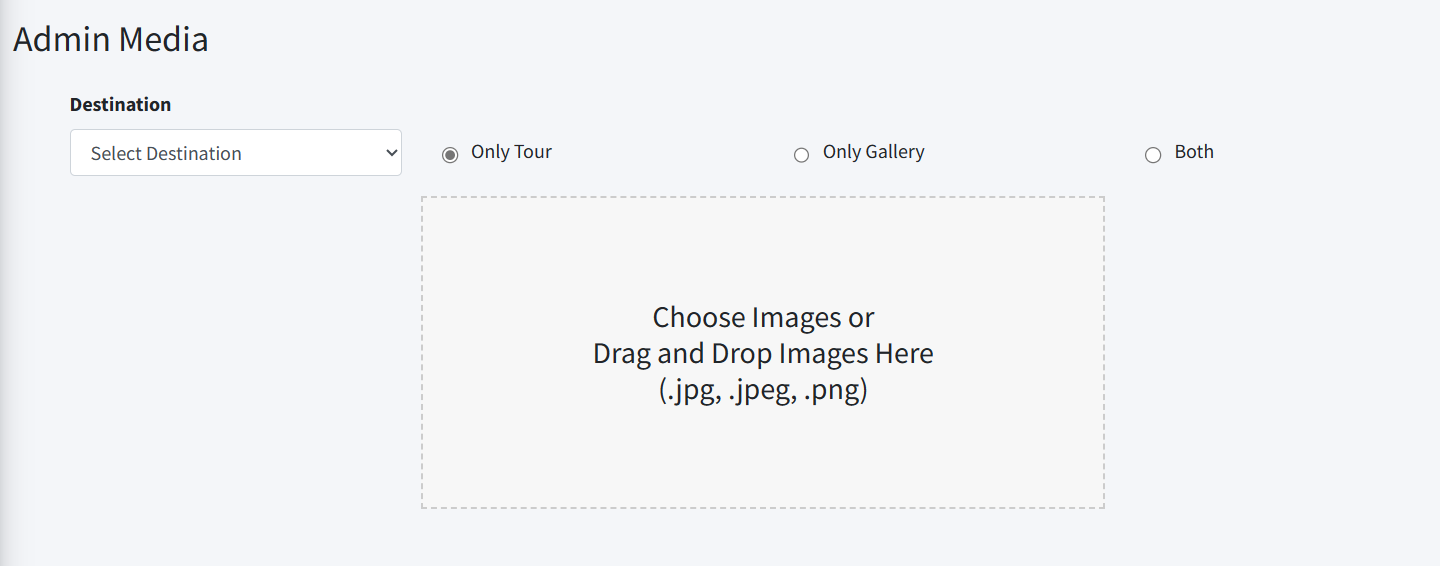 Admin Media
Destination
Select Destination
Only Tour
Only Gallery
Both
Choose Images or
Drag and Drop Images Here
(.jpg, .jpeg, .png)